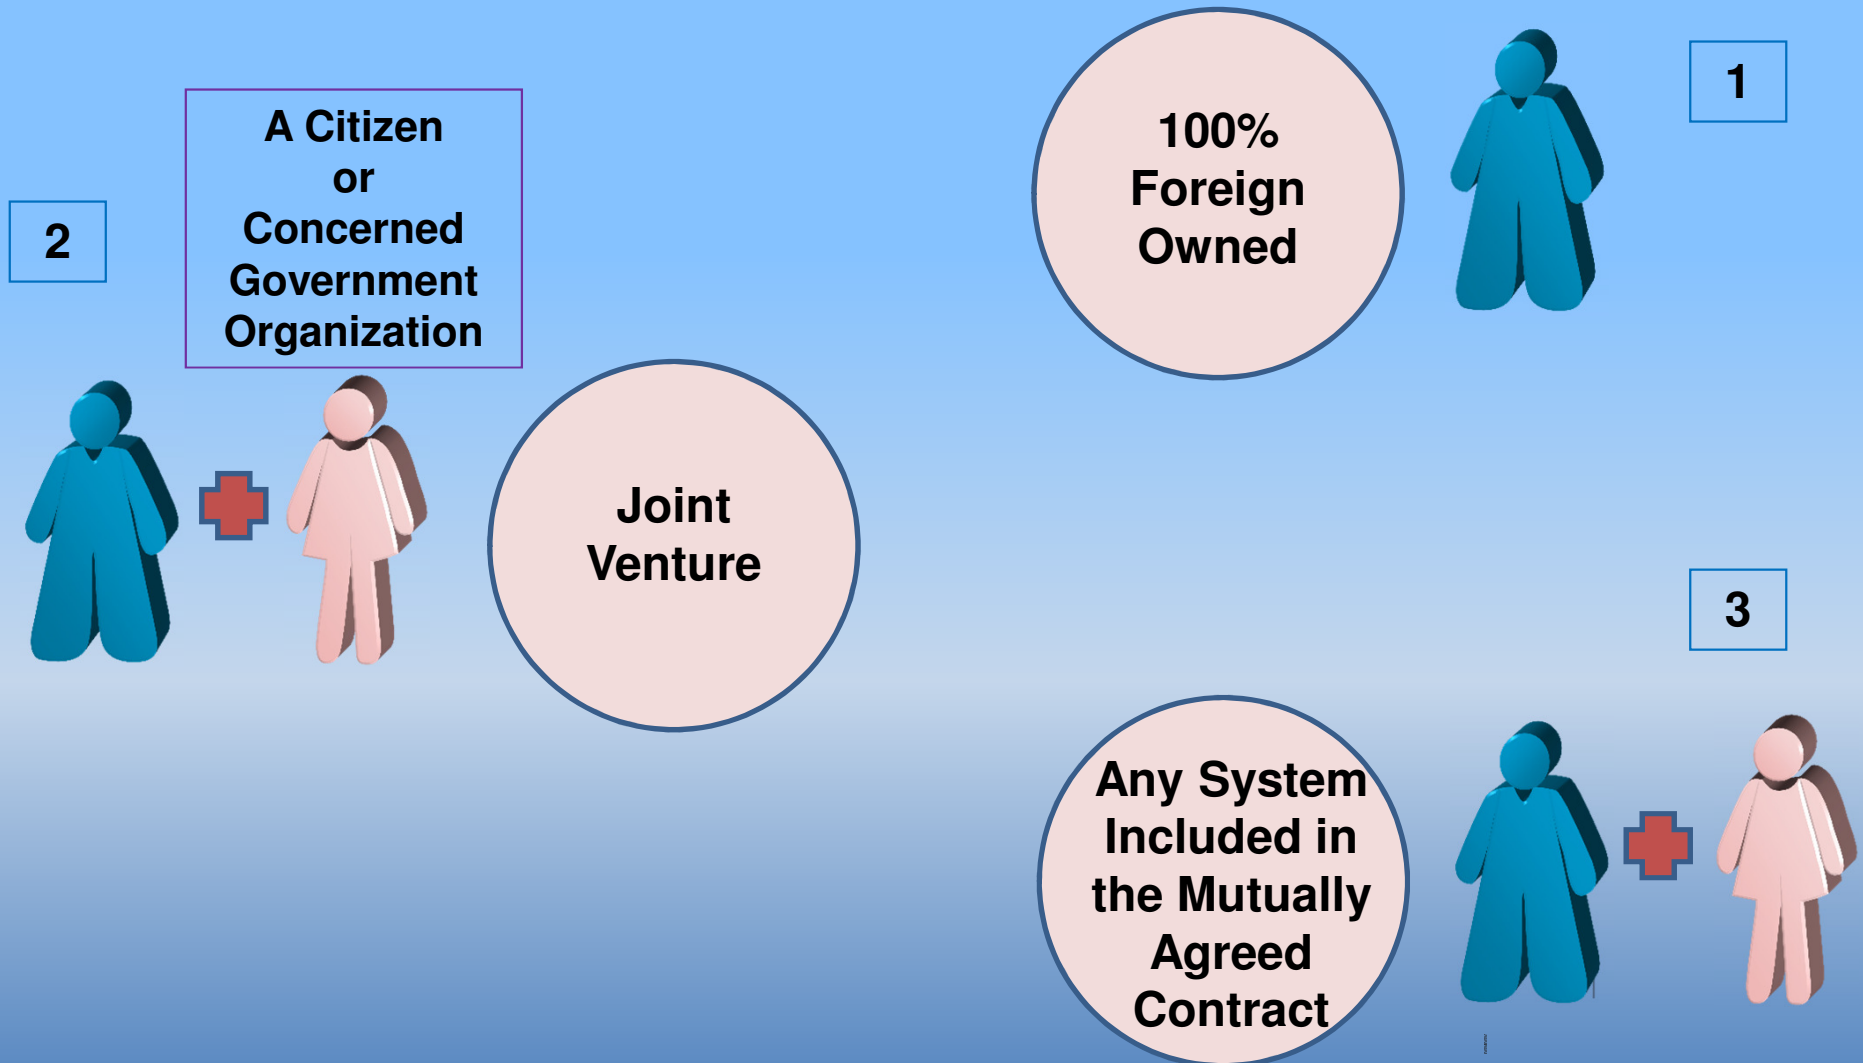 1
100%
Foreign
Owned
2
A Citizen
or
Concerned
Government
Organization
Joint
Venture
3
Any System
Included in
the Mutually
Agreed
Contract